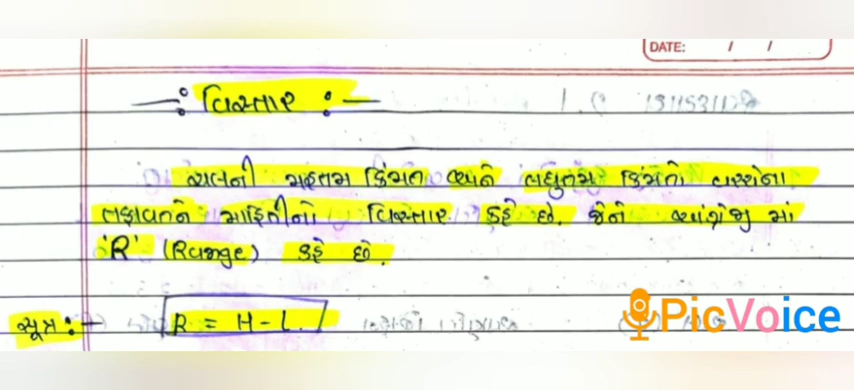 DATE: / /
—: વિસ્તાર :—
ચલની મહત્તમ કિંમત અને લઘુત્તમ કિંમતો વચ્ચેના
તફાવતને માહિતીનો વિસ્તાર કહે છે. જેને અંગ્રેજી માં
'R' (Range) કહે છે.
સૂત્ર :— R = H - L.
PicVoice